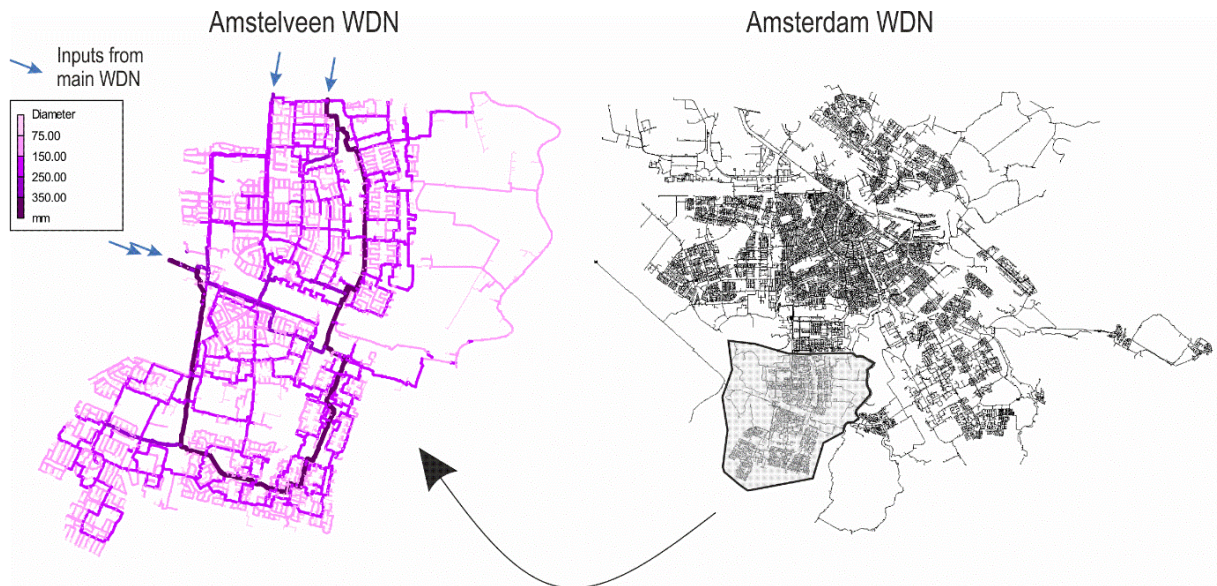 Amstelveen WDN
Amsterdam WDN
Inputs from
main WDN
Diameter
75.00
150.00
250.00
350.00
mm